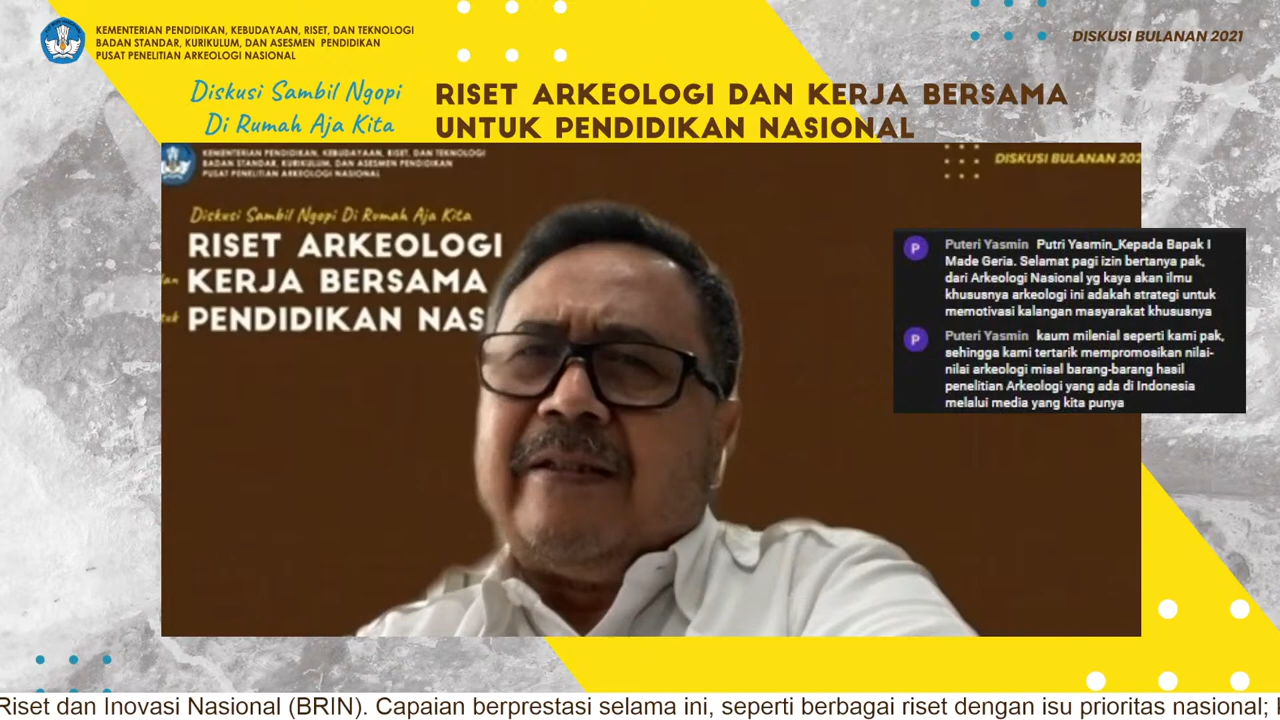 KEMENTERIAN PENDIDIKAN, KEBUDAYAAN, RISET, DAN TEKNOLOGI
BADAN STANDAR, KURIKULUM, DAN ASESMEN PENDIDIKAN
PUSAT PENELITIAN ARKEOLOGI NASIONAL
DISKUSI BULANAN 2021
Diskusi Sambil Ngopi
Di Rumah Aja Kita
RISET ARKEOLOGI DAN KERJA BERSAMA
UNTUK PENDIDIKAN NASIONAL
KEMENTERIAN PENDIDIKAN, KEBUDAYAAN, RISET, DAN TEKNOLOGI
BADAN STANDAR, KURIKULUM, DAN ASESMEN PENDIDIKAN
PUSAT PENELITIAN ARKEOLOGI NASIONAL
DISKUSI BULANAN 202
Diskusi Sambil Ngopi Di Rumah Aja Kita
RISET ARKEOLOGI
KERJA BERSAMA
PENDIDIKAN NAS
Puteri Yasmin Putri Yasmin_Kepada Bapak I
Made Geria. Selamat pagi izin bertanya pak,
dari Arkeologi Nasional yg kaya akan ilmu
khususnya arkeologi ini adakah strategi untuk
memotivasi kalangan masyarakat khususnya
Puteri Yasmin kaum milenial seperti kami pak,
sehingga kami tertarik mempromosikan nilai-
nilai arkeologi misal barang-barang hasil
penelitian Arkeologi yang ada di Indonesia
melalui media yang kita punya
Riset dan Inovasi Nasional (BRIN). Capaian berprestasi selama ini, seperti berbagai riset dengan isu prioritas nasional;